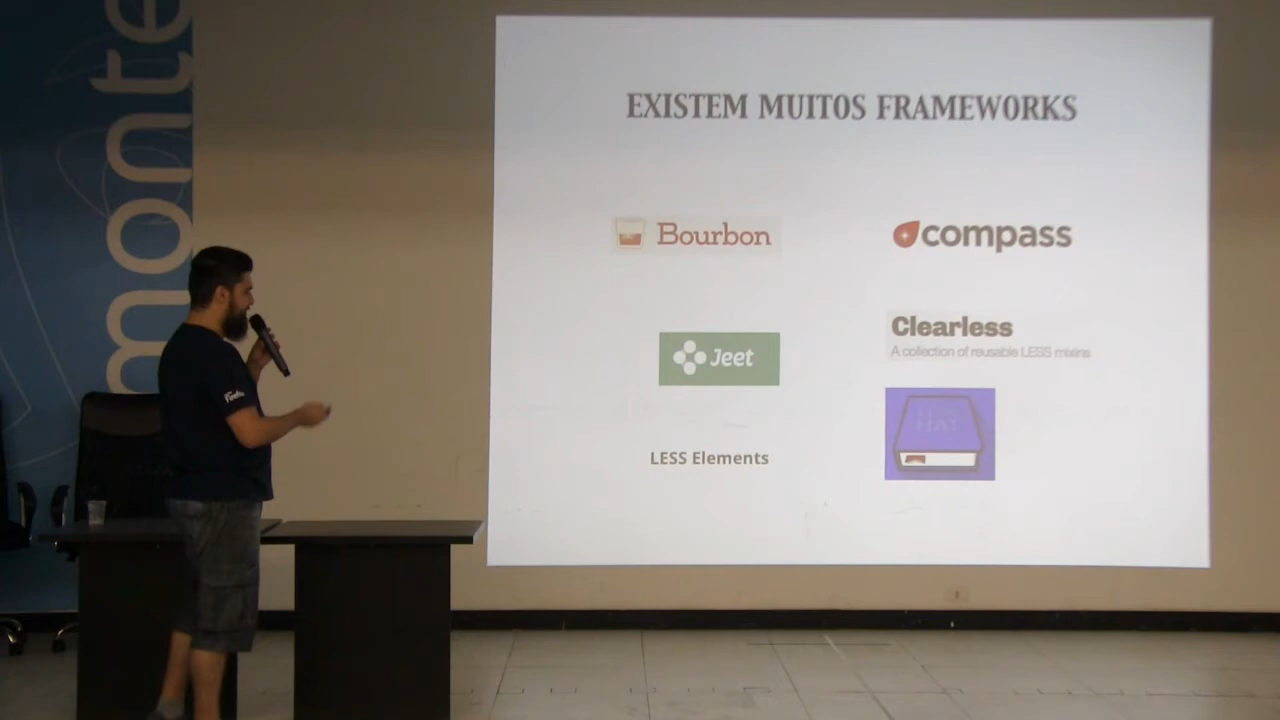 monte
EXISTEM MUITOS FRAMEWORKS
Bourbon
compass
Jeet
Clearless
A collection of reusable LESS mixins
LESS Elements